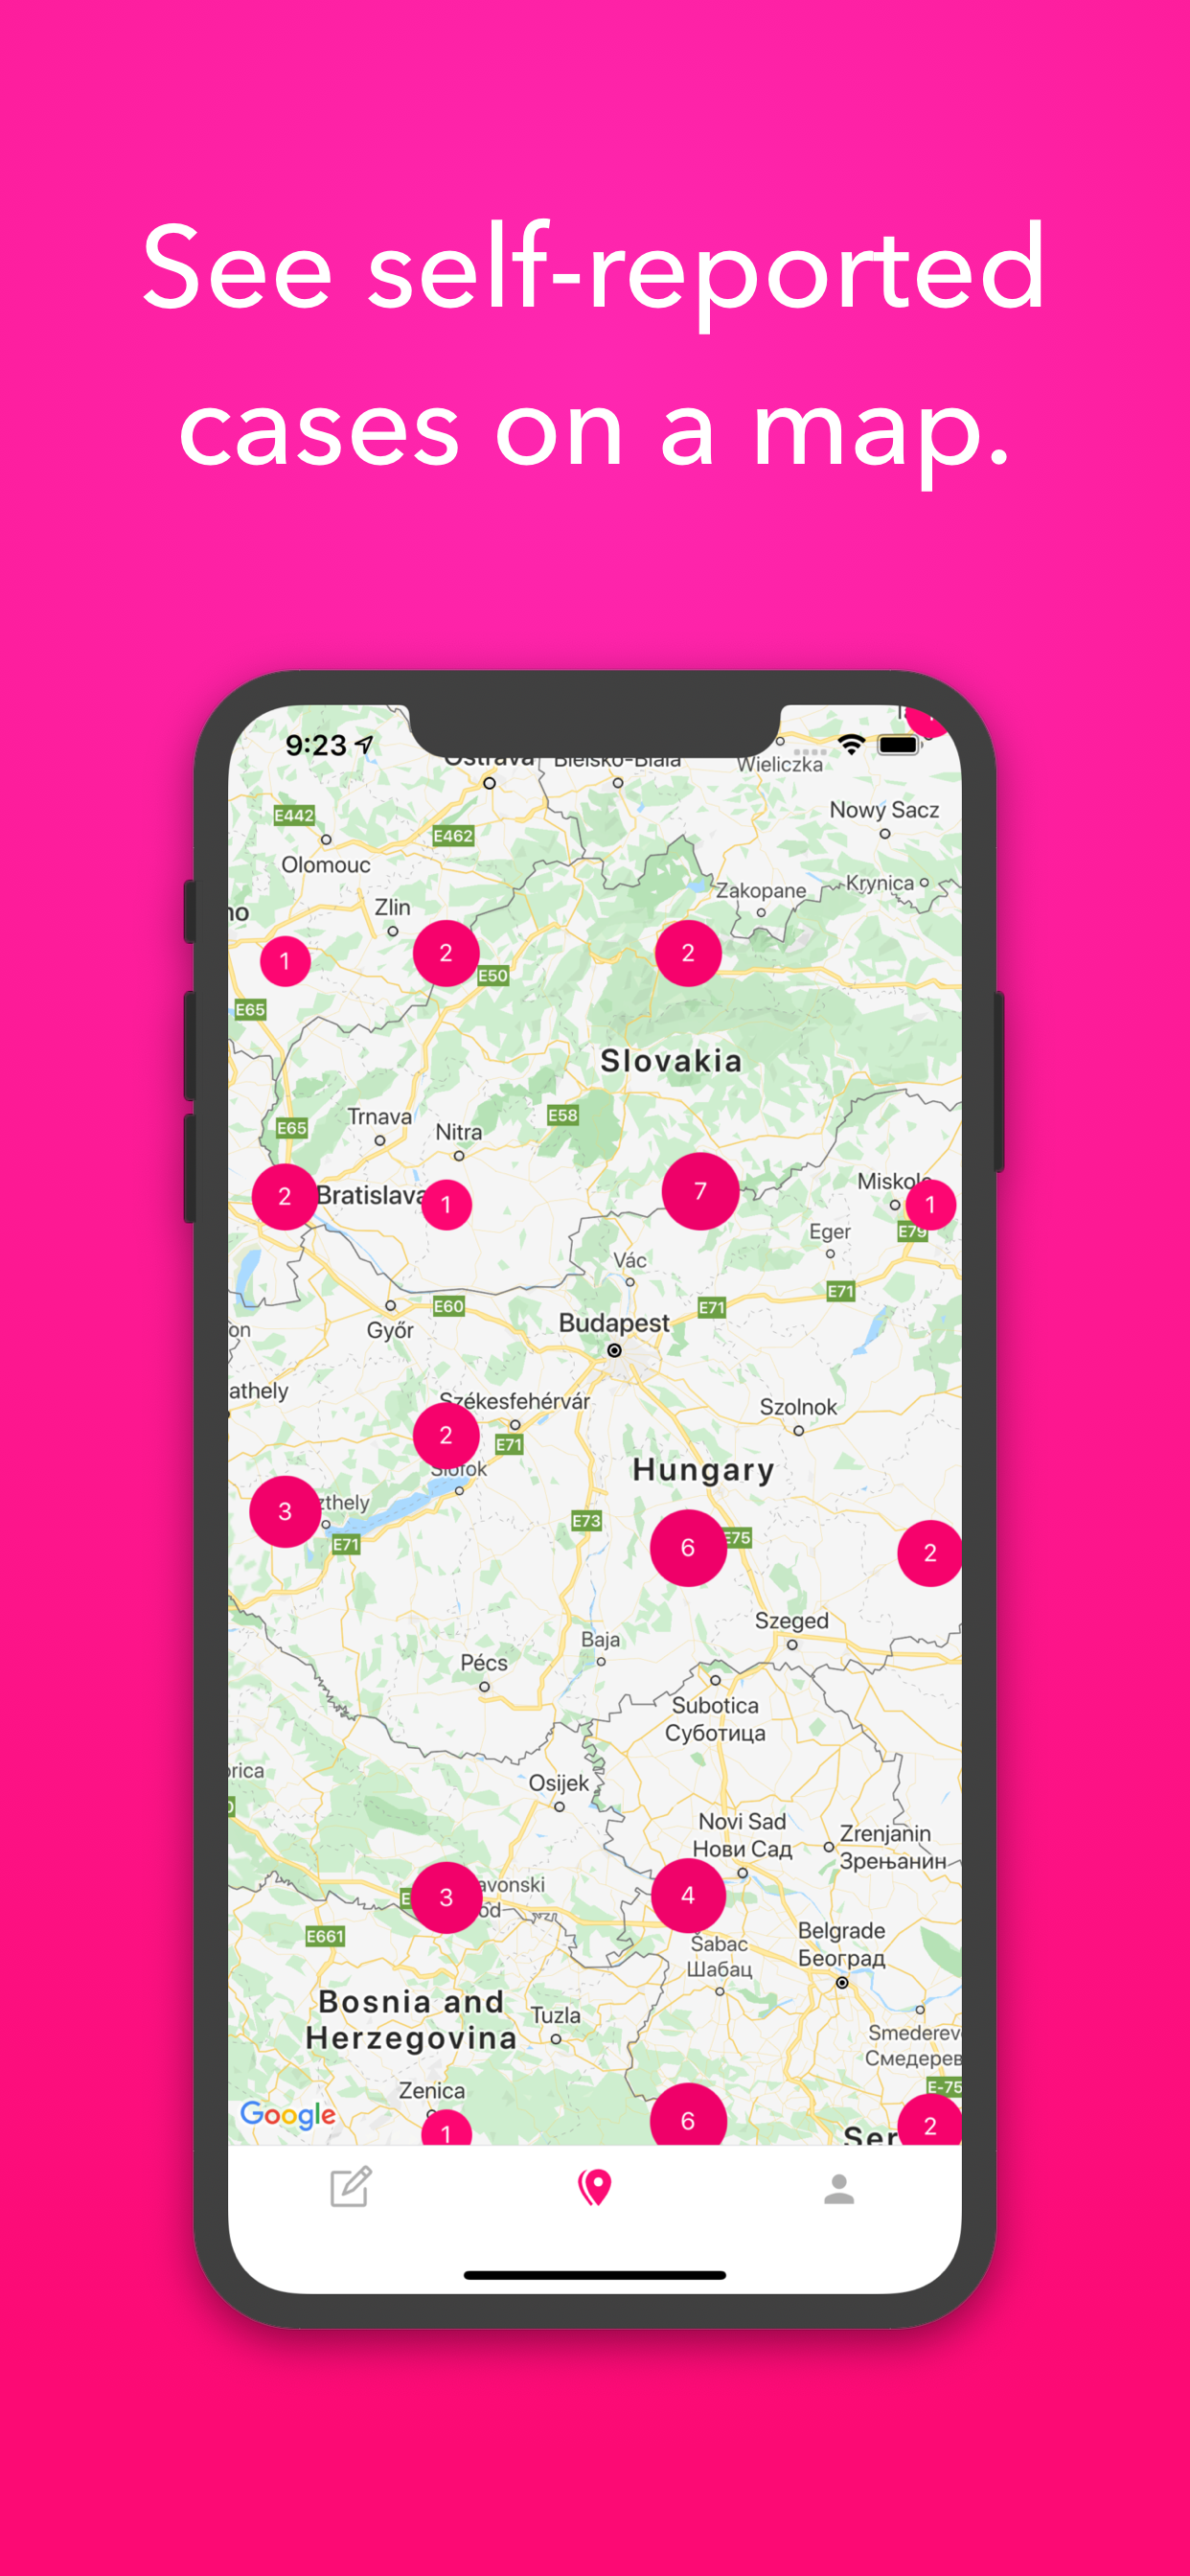 See self-reported
cases on a map.
9:23
Ostrava
Bielsko-Biala
Wieliczka
E442
Nowy Sacz
E462
Olomouc
Zakopane
Krynica
Zlin
1
2
2
E50
E65
Slovakia
E58
Trnava
E65
Nitra
2
Bratislava
1
7
Miskolc
1
E79
Eger
Vác
E71
E60
E71
Budapest
Győr
athely
Székesfehérvár
Szolnok
2
E71
Siófok
Hungary
3
zthely
E71
E73
6
E75
2
Szeged
Baja
Pécs
Subotica
Суботица
Osijek
Novi Sad
Нови Сад
Zrenjanin
Зрењанин
3
avonski
od
4
E661
Šabac
Шабац
Belgrade
Београд
Bosnia and
Herzegovina
Tuzla
Smederev
Смедерев
Zenica
E-75
Google
1
6
Ser
2